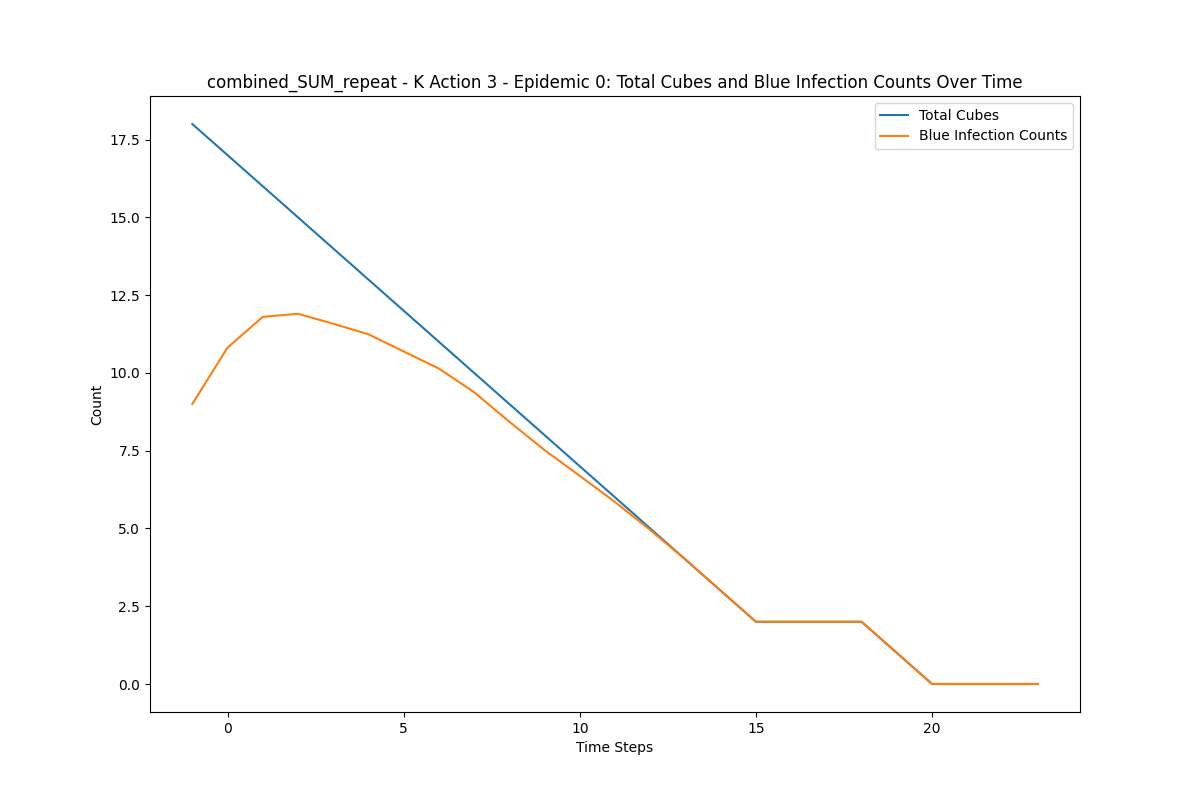 combined_SUM_repeat - K Action 3 - Epidemic 0: Total Cubes and Blue Infection Counts Over Time
Total Cubes
Blue Infection Counts
17.5
15.0
12.5
10.0
7.5
5.0
2.5
0.0
Count
0 5 10 15 20
Time Steps